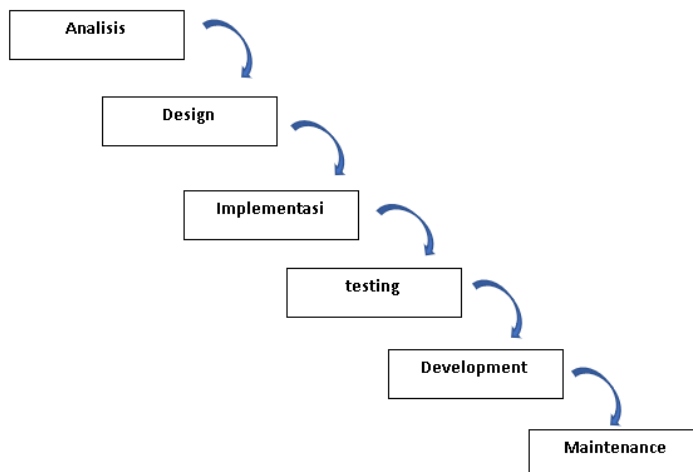 Analisis
Design
Implementasi
testing
Development
Maintenance